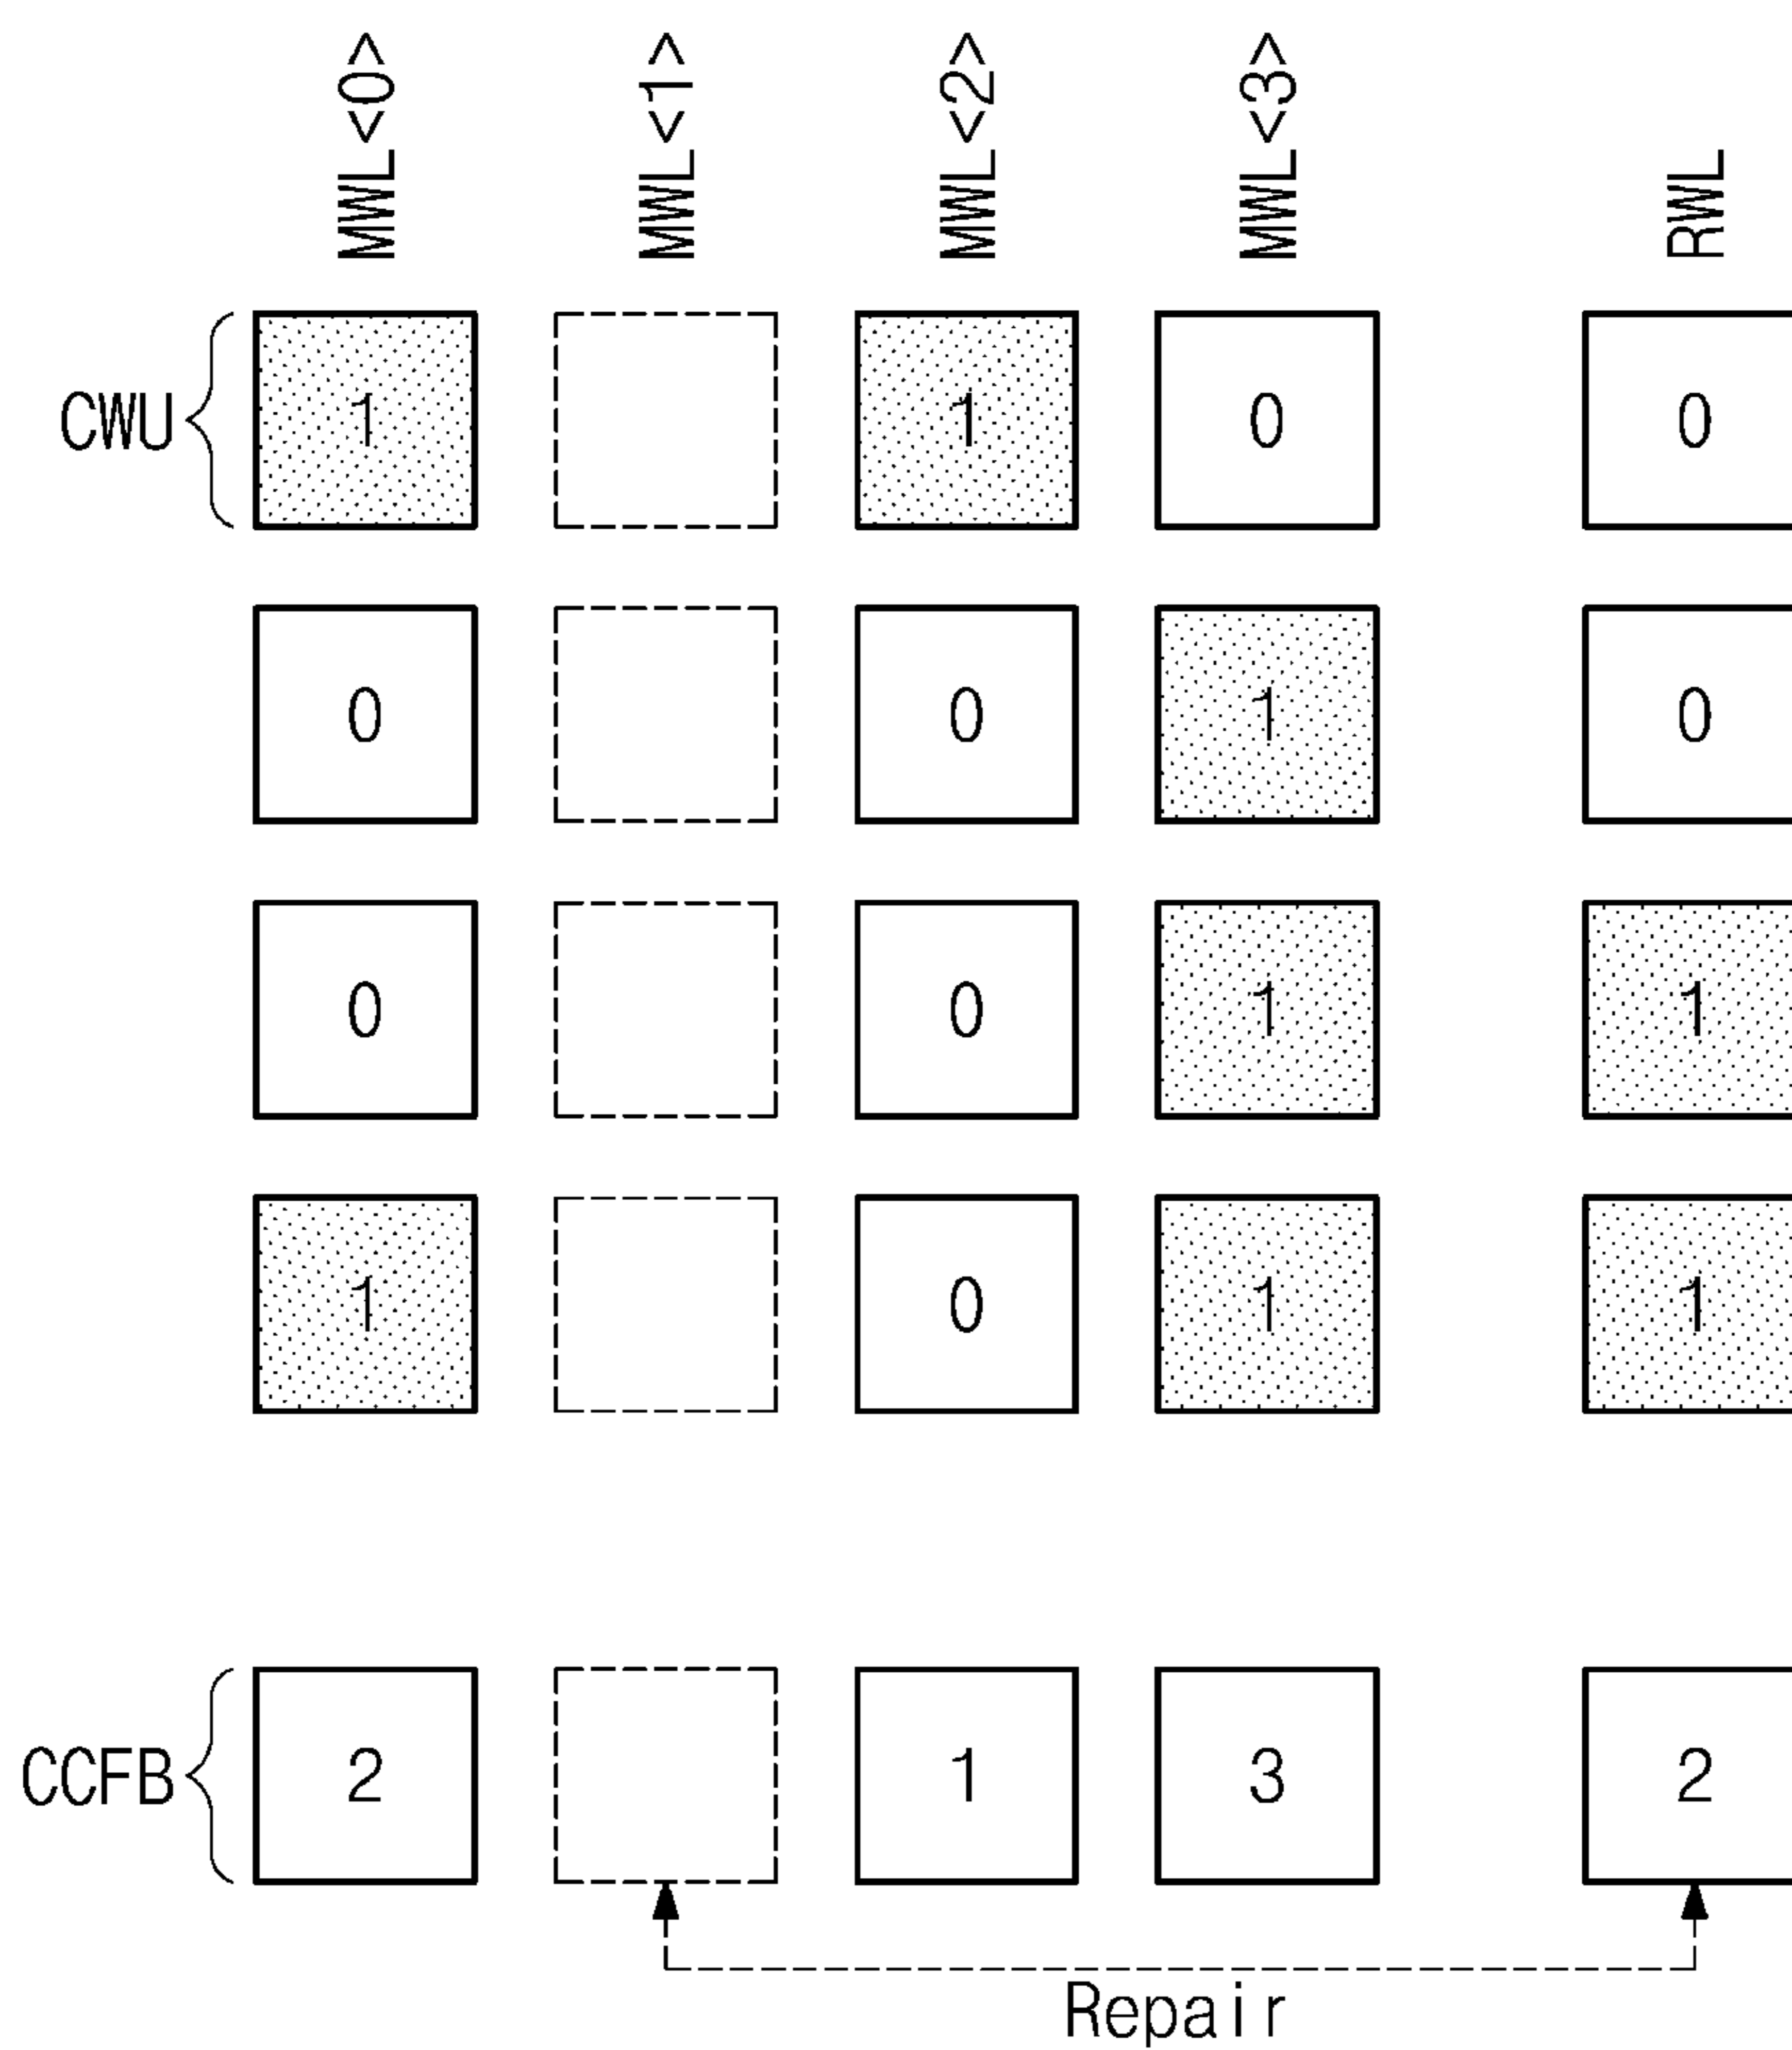 MWL<0> MWL<1> MWL<2> MWL<3> RWL
CWU 1 1 0 0
0 0 1 0
0 0 1 1
1 0 1 1
CCFB 2 1 3 2
Repair